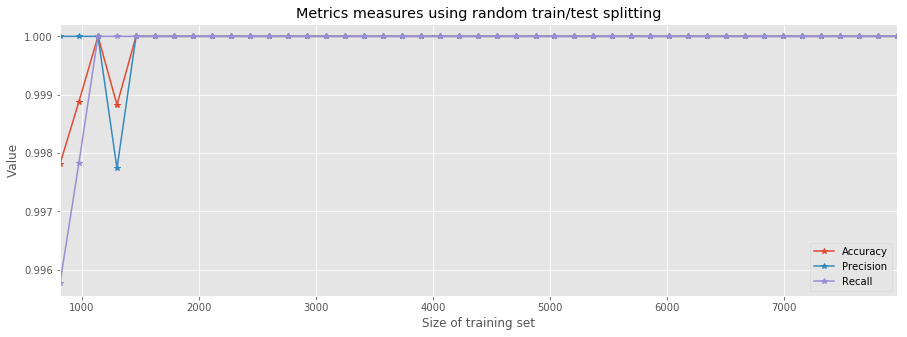 Metrics measures using random train/test splitting
1.000
0.999
0.998
0.997
0.996
Value
Accuracy
Precision
Recall
1000 2000 3000 4000 5000 6000 7000
Size of training set